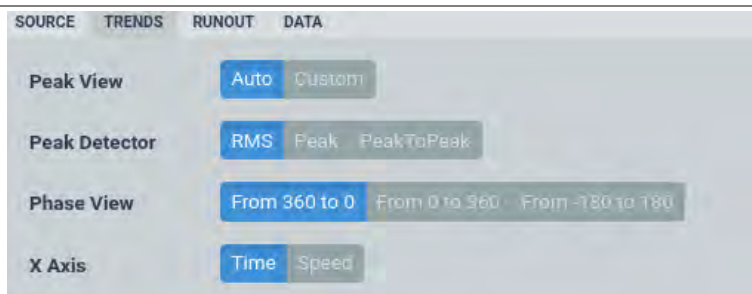 SOURCE TRENDS RUNOUT DATA
Peak View Auto Custom
Peak Detector RMS Peak PeakToPeak
Phase View From 360 to 0 From 0 to 360 From -180 to 180
X Axis Time Speed